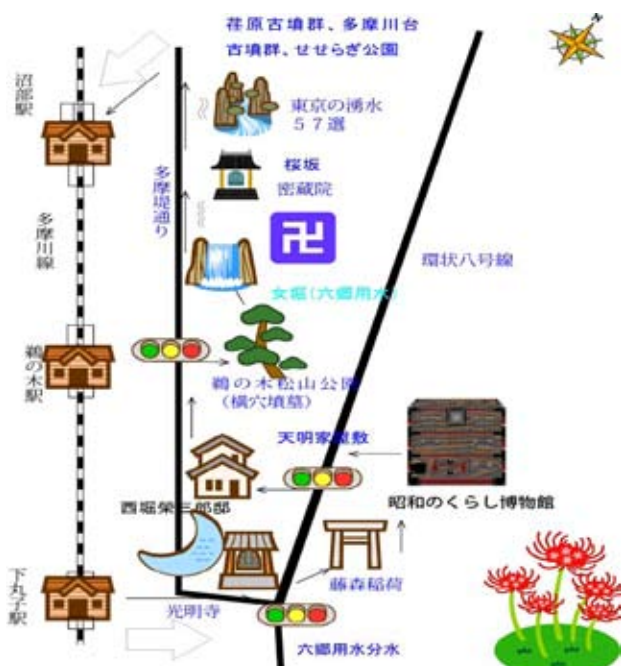 荏原古墳群、多摩川台
古墳群、せせらぎ公園
N
沼部駅
東京の湧水
５７選
桜坂
密蔵院
多摩堤通り
卍
多摩川線
環状八号線
女堀（六郷用水）
鵜の木駅
鵜の木松山公園
（横穴墳墓）
天明家屋敷
昭和のくらし博物館
西堀榮三郎邸
藤森稲荷
下丸子駅
光明寺
六郷用水分水